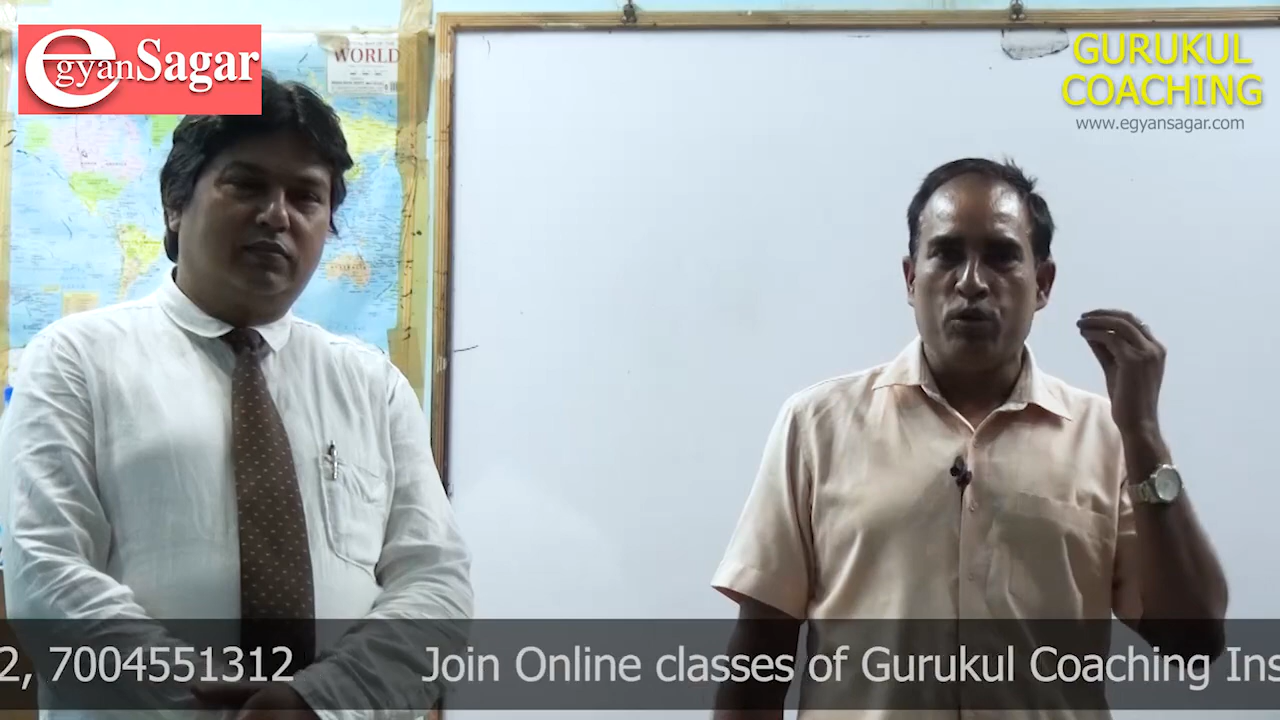 egyanSagar
WORLD
GURUKUL
COACHING
www.egyansagar.com
2, 7004551312 Join Online classes of Gurukul Coaching Ins